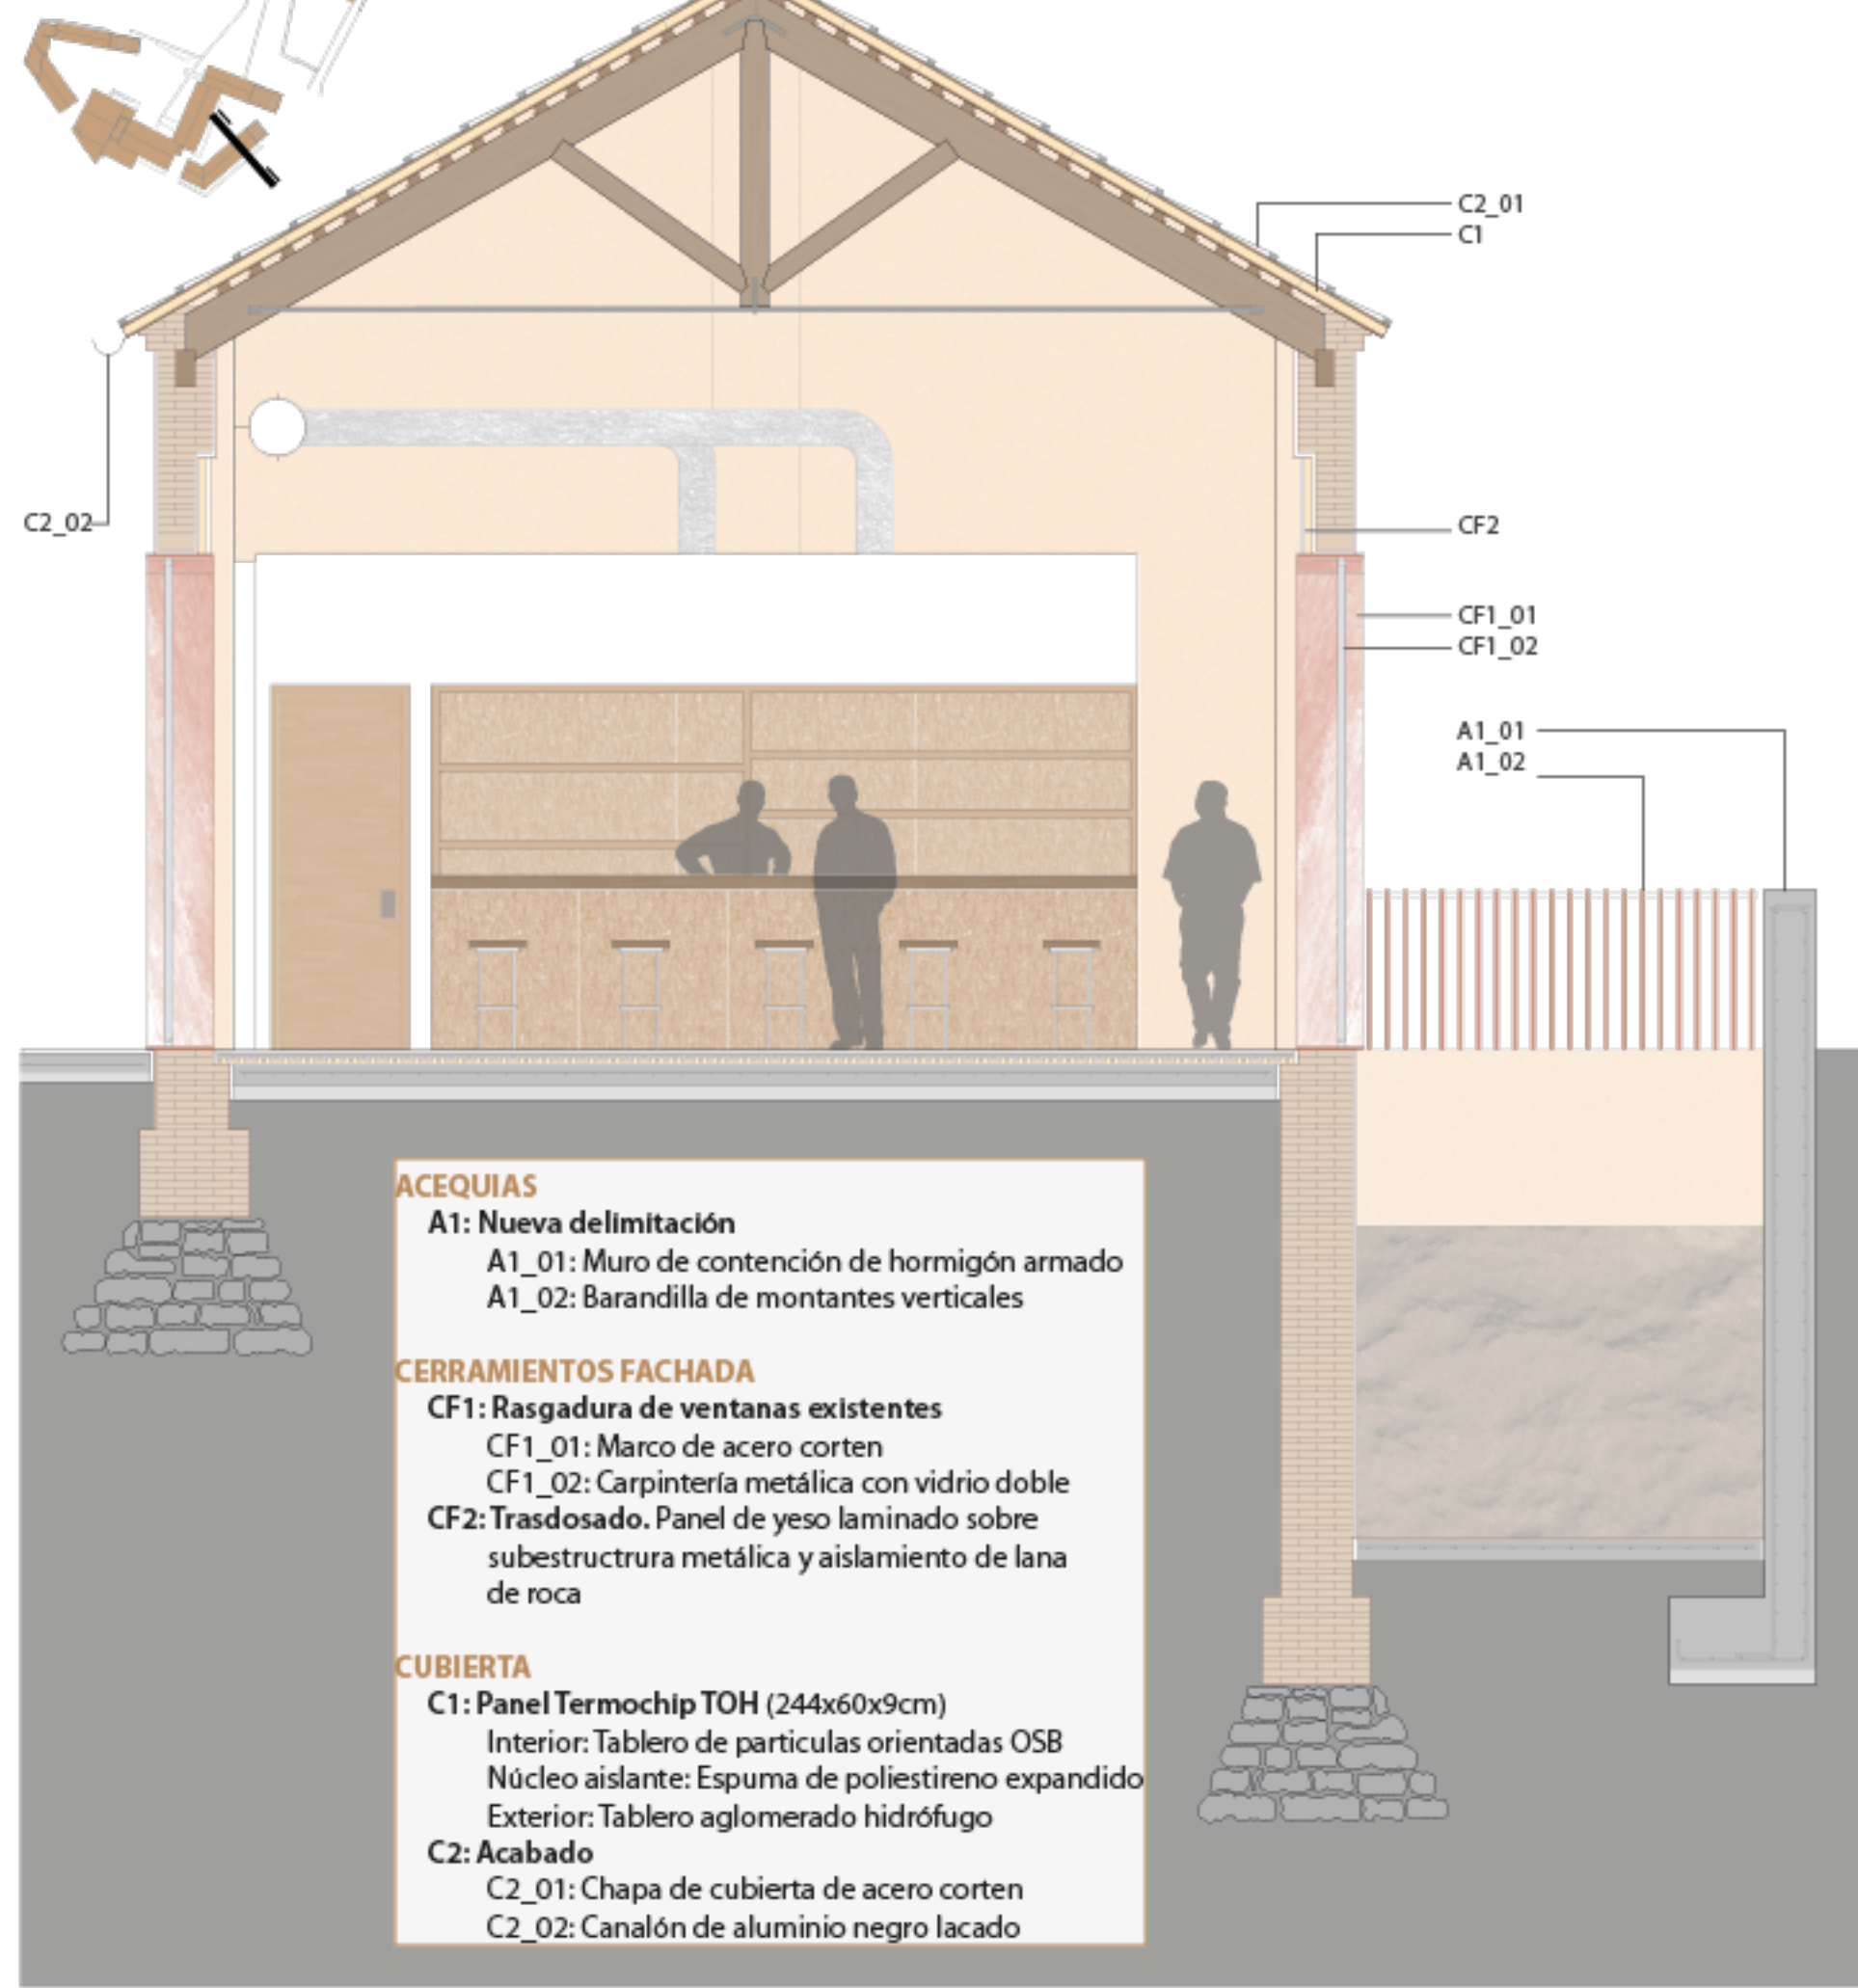 C2_01
C1
C2_02
CF2
CF1_01
CF1_02
A1_01
A1_02
ACEQUIAS
A1: Nueva delimitación
A1_01: Muro de contención de hormigón armado
A1_02: Barandilla de montantes verticales
CERRAMIENTOS FACHADA
CF1: Rasgadura de ventanas existentes
CF1_01: Marco de acero corten
CF1_02: Carpintería metálica con vidrio doble
CF2: Trasdosado. Panel de yeso laminado sobre
subestructrura metálica y aislamiento de lana
de roca
CUBIERTA
C1: Panel Termochip TOH (244x60x9cm)
Interior: Tablero de particulas orientadas OSB
Núcleo aislante: Espuma de poliestireno expandido
Exterior: Tablero aglomerado hidrófugo
C2: Acabado
C2_01: Chapa de cubierta de acero corten
C2_02: Canalón de aluminio negro lacado